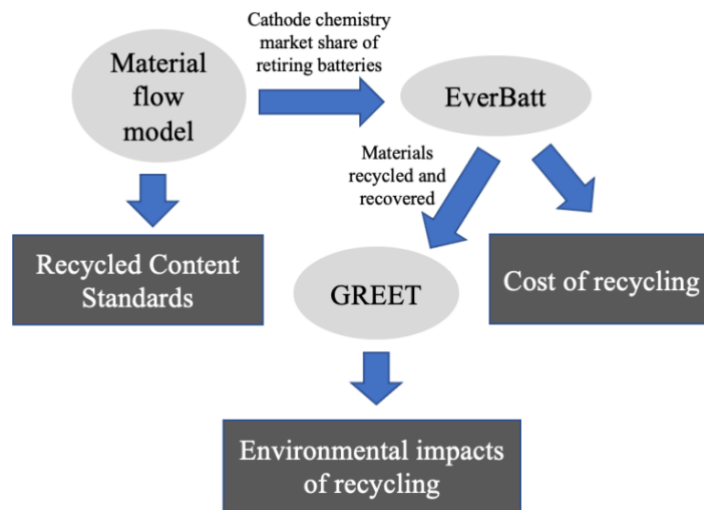 Cathode chemistry
market share of
retiring batteries
Material
flow
model
EverBatt
Materials
recycled and
recovered
Recycled Content
Standards
GREET
Cost of recycling
Environmental impacts
of recycling